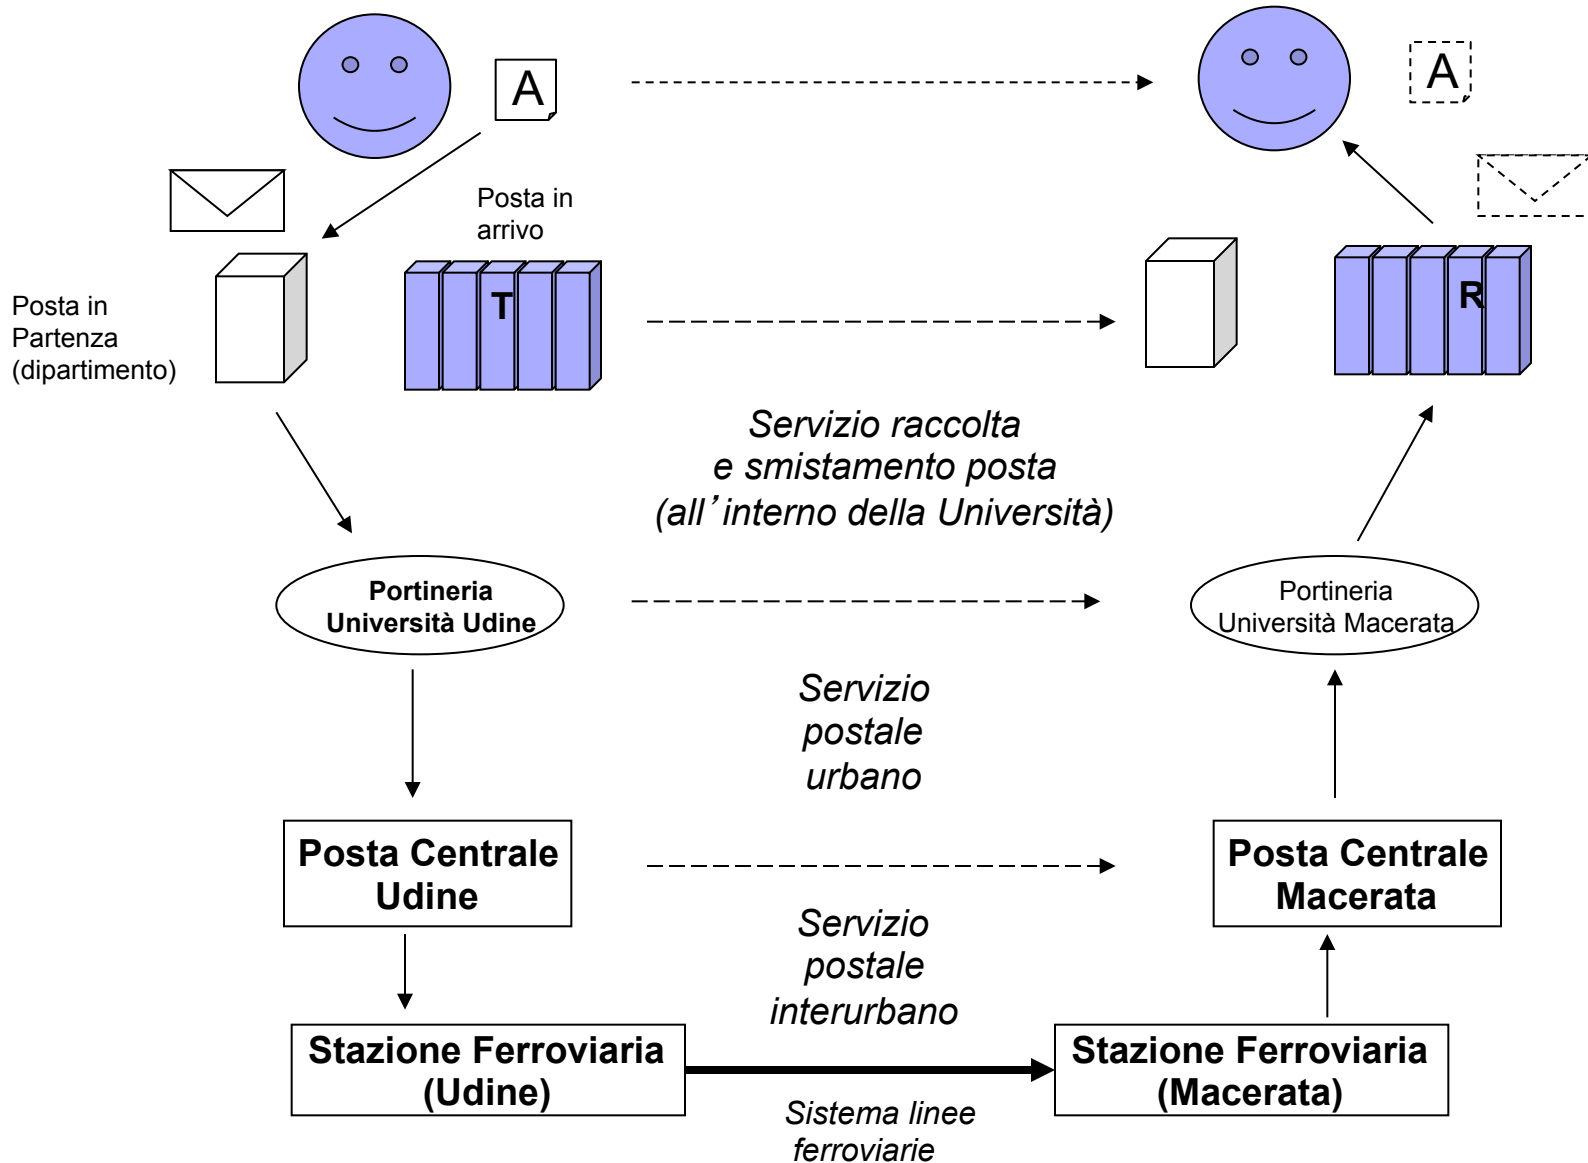 A
A
Posta in
arrivo
Posta in
Partenza
(dipartimento)
T
R
Servizio raccolta
e smistamento posta
(all’interno della Università)
Portineria
Università Udine
Portineria
Università Macerata
Servizio
postale
urbano
Posta Centrale
Udine
Posta Centrale
Macerata
Servizio
postale
interurbano
Stazione Ferroviaria
(Udine)
Stazione Ferroviaria
(Macerata)
Sistema linee
ferroviarie